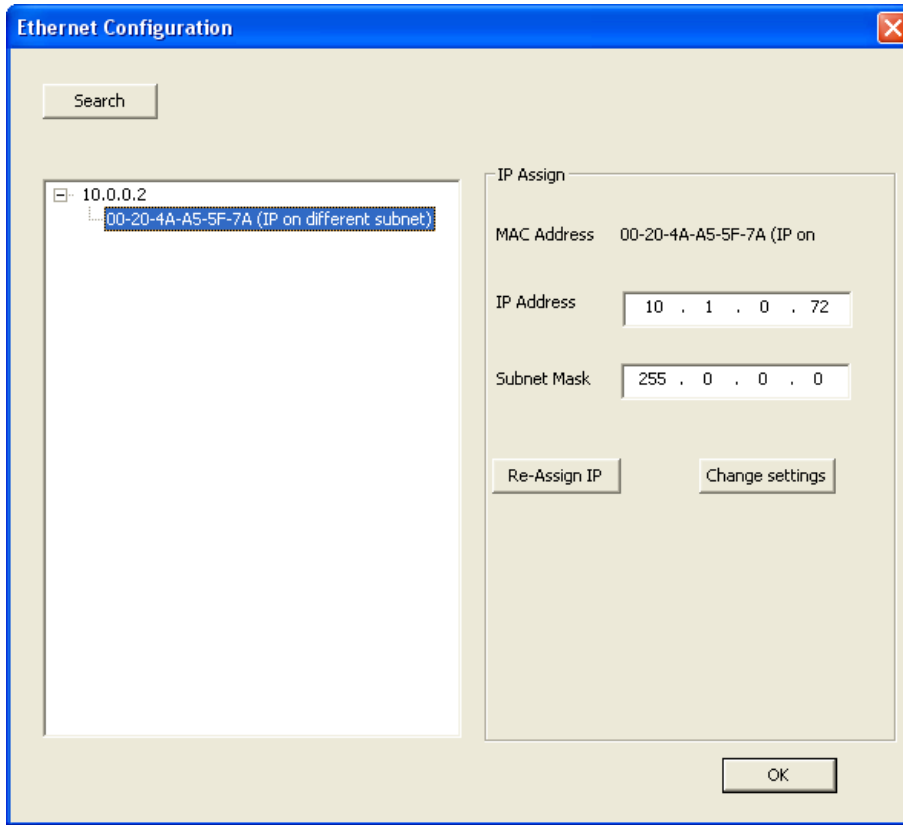 Ethernet Configuration
Search
10.0.0.2
00-20-4A-A5-5F-7A (IP on different subnet)
IP Assign
MAC Address 00-20-4A-A5-5F-7A (IP on
IP Address 10 . 1 . 0 . 72
Subnet Mask 255 . 0 . 0 . 0
Re-Assign IP Change settings
OK